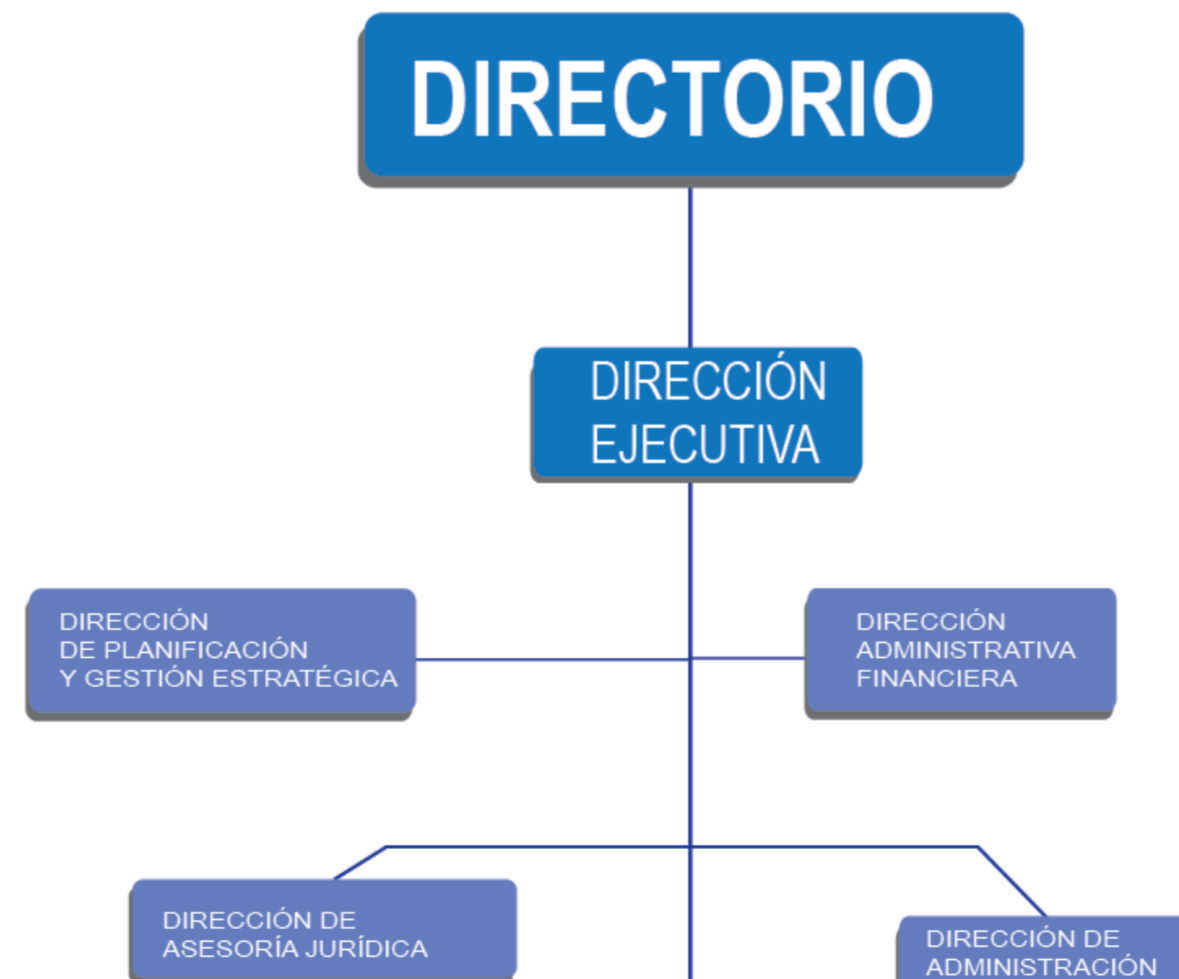 DIRECTORIO
DIRECCIÓN
EJECUTIVA
DIRECCIÓN
DE PLANIFICACIÓN
Y GESTIÓN ESTRATÉGICA
DIRECCIÓN
ADMINISTRATIVA
FINANCIERA
DIRECCIÓN DE
ASESORÍA JURÍDICA
DIRECCIÓN DE
ADMINISTRACIÓN